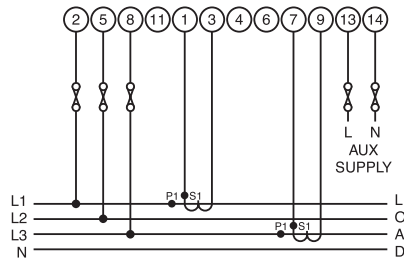 2 5 8 11 1 3 4 6 7 9 13 14
L N
AUX
SUPPLY
L1 P1 S1 L
L2 O
L3 P1 S1 A
N D